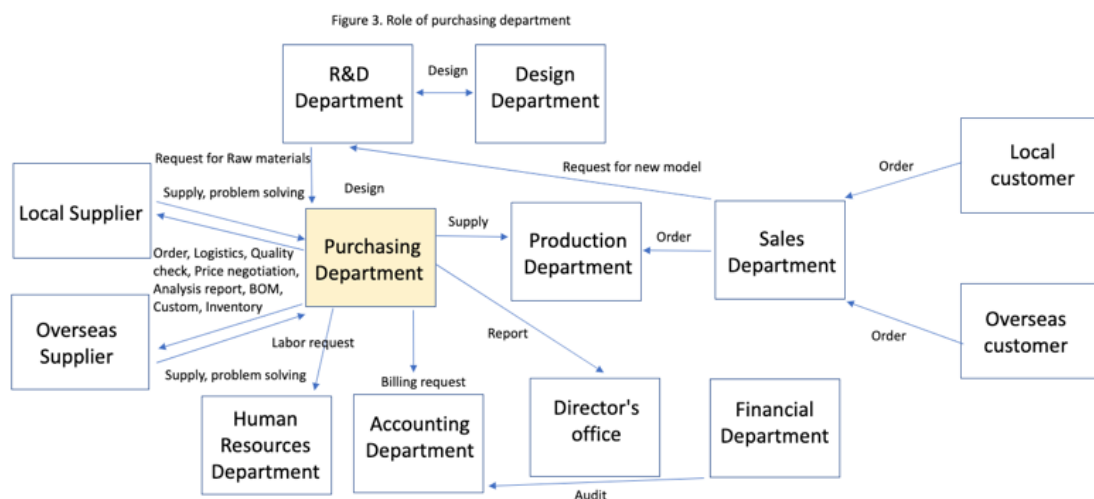 Figure 3. Role of purchasing department
R&D
Department
Design
Design
Department
Request for Raw materials
Request for new model
Order
Local
customer
Supply, problem solving
Design
Local Supplier
Purchasing
Department
Supply
Production
Department
Order
Sales
Department
Order, Logistics, Quality
check, Price negotiation,
Analysis report, BOM,
Custom, Inventory
Overseas
Supplier
Labor request
Report
Order
Overseas
customer
Supply, problem solving
Billing request
Human
Resources
Department
Accounting
Department
Director's
office
Financial
Department
Audit